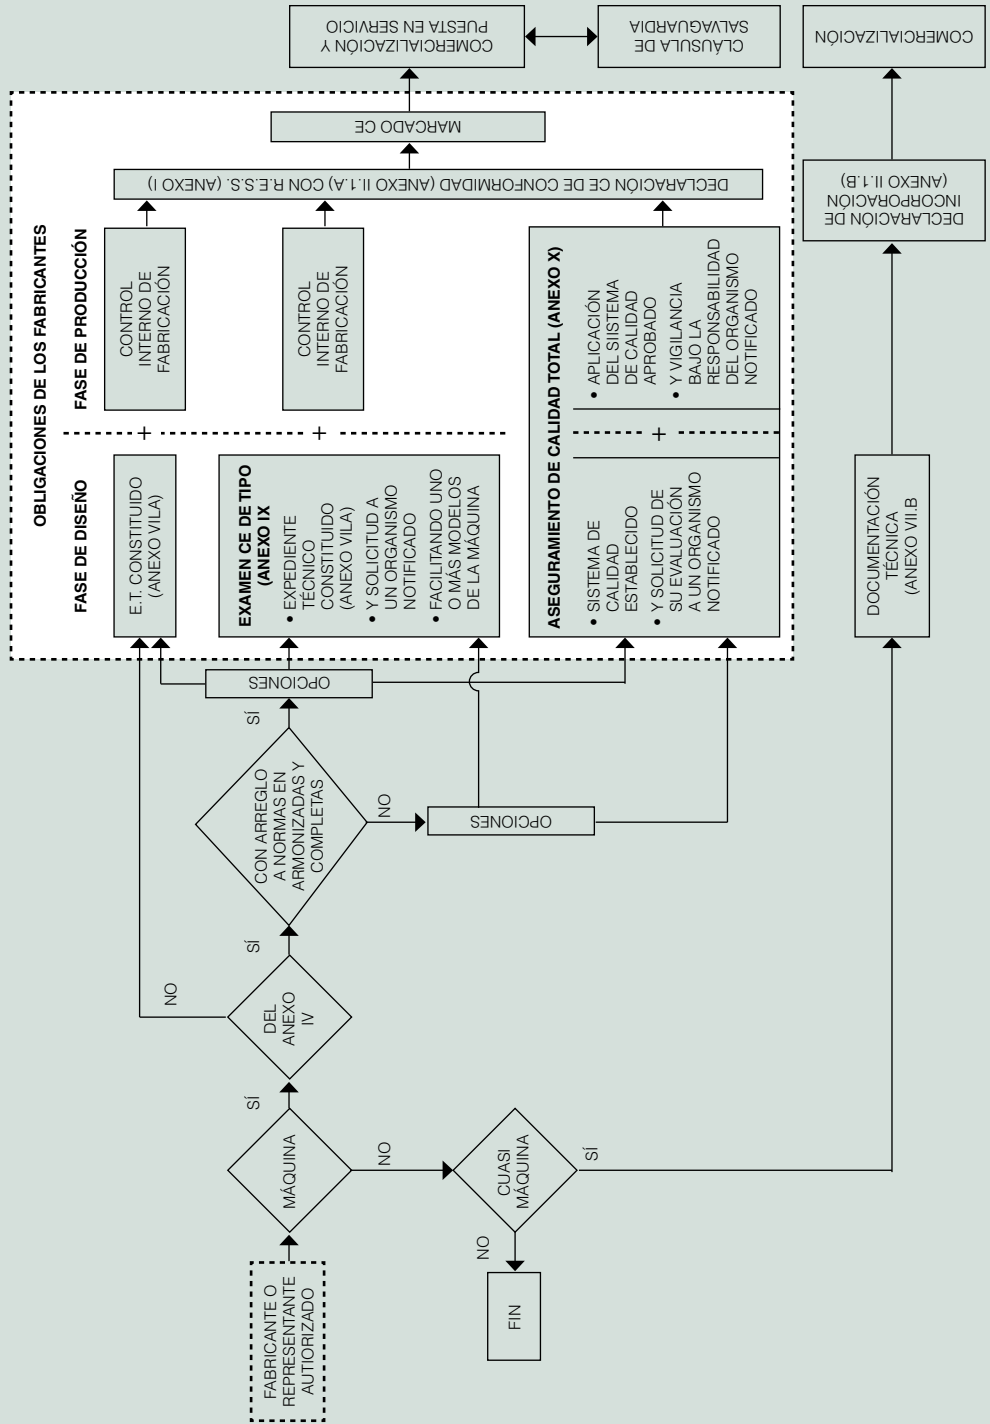 OBLIGACIONES DE LOS FABRICANTES
FASE DE DISEÑO
FASE DE PRODUCCIÓN
FABRICANTE O
REPRESENTANTE
AUTIORIZADO
MÁQUINA
SÍ
NO
DEL
ANEXO
IV
NO
SÍ
CON ARREGLO
A NORMAS EN
ARMONIZADAS Y
COMPLETAS
SÍ
NO
OPCIONES
OPCIONES
CUASI
MÁQUINA
NO
SÍ
FIN
E.T. CONSTITUIDO
(ANEXO VILA)
+
CONTROL
INTERNO DE
FABRICACIÓN
EXAMEN CE DE TIPO
(ANEXO IX
• EXPEDIENTE
TÉCNICO
CONSTITUIDO
(ANEXO VILA)
• Y SOLICITUD A
UN ORGANISMO
NOTIFICADO
• FACILITANDO UNO
O MÁS MODELOS
DE LA MÁQUINA
+
CONTROL
INTERNO DE
FABRICACIÓN
ASEGURAMIENTO DE CALIDAD TOTAL (ANEXO X)
• SISTEMA DE
CALIDAD
ESTABLECIDO
• Y SOLICITUD DE
SU EVALUACIÓN
A UN ORGANISMO
NOTIFICADO
+
• APLICACIÓN
DEL SIISTEMA
DE CALIDAD
APROBADO
• Y VIGILANCIA
BAJO LA
RESPONSABILIDAD
DEL ORGANISMO
NOTIFICADO
DECLARACIÓN CE DE CONFORMIDAD (ANEXO II.1.A) CON R.E.S.S. (ANEXO I)
MARCADO CE
COMERCIALIZACIÓN Y
PUESTA EN SERVICIO
CLÁUSULA DE
SALVAGUARDIA
DOCUMENTACIÓN
TÉCNICA
(ANEXO VII.B
DECLARACIÓN DE
INCORPORACIÓN
(ANEXO II.1.B)
COMERCIALIZACIÓN